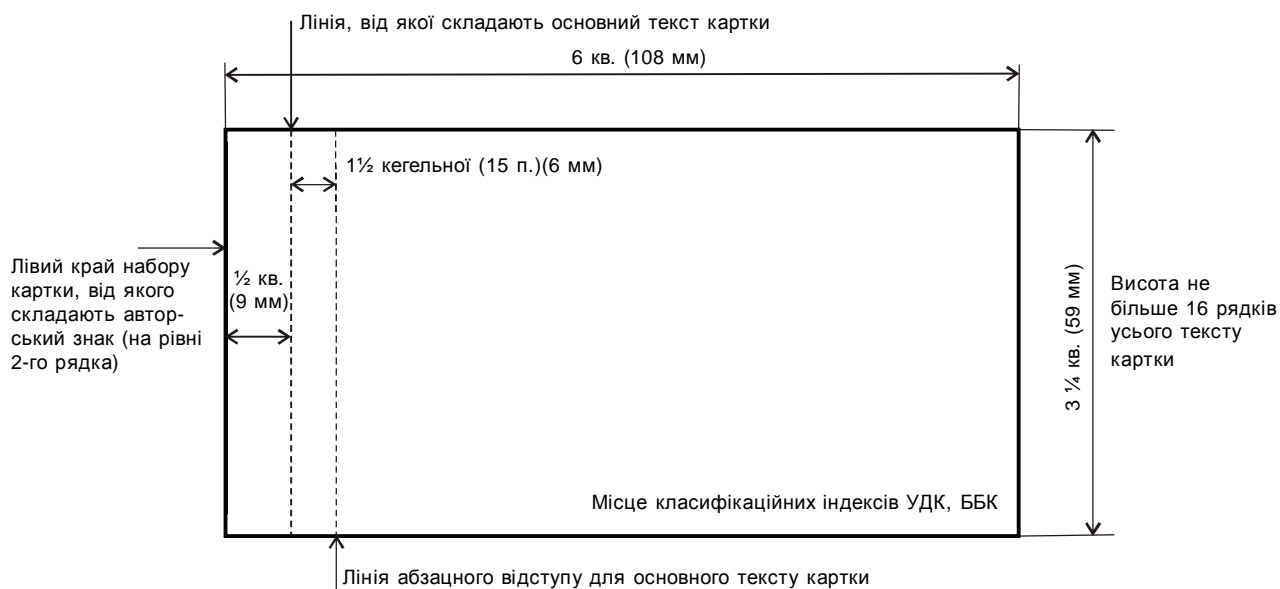 Лінія, від якої складають основний текст картки
6 кв. (108 мм)
1½ кегельної (15 п.)(6 мм)
Лівий край набору
картки, від якого
складають автор-
ський знак (на рівні
2-го рядка)
½ кв.
(9 мм)
3 ¼ кв. (59 мм)
Висота не
більше 16 рядків
усього тексту
картки
Місце класифікаційних індексів УДК, ББК
Лінія абзацного відступу для основного тексту картки